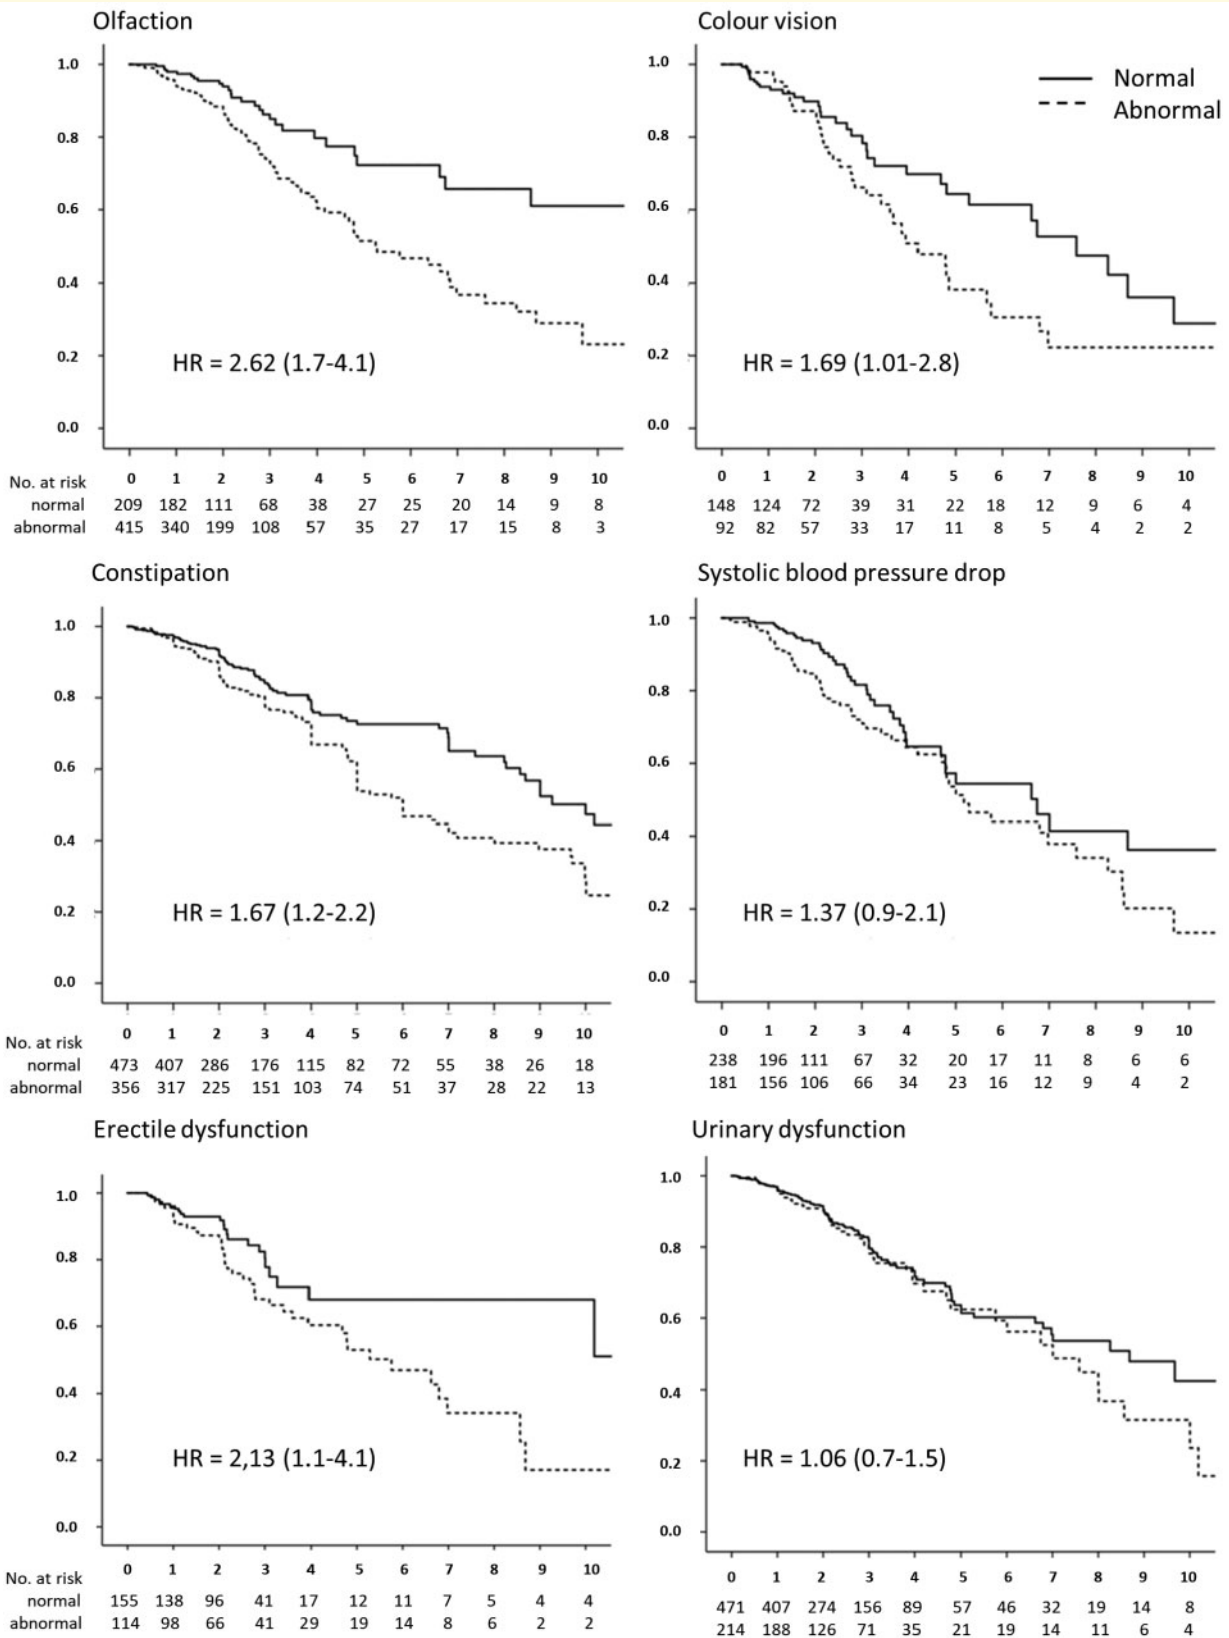 Olfaction
1.0
0.8
0.6
0.4
0.2
0.0
HR = 2.62 (1.7-4.1)
No. at risk 0 1 2 3 4 5 6 7 8 9 10
normal 209 182 111 68 38 27 25 20 14 9 8
abnormal 415 340 199 108 57 35 27 17 15 8 3
Colour vision
Normal
Abnormal
1.0
0.8
0.6
0.4
0.2
0.0
HR = 1.69 (1.01-2.8)
0 1 2 3 4 5 6 7 8 9 10
148 124 72 39 31 22 18 12 9 6 4
92 82 57 33 17 11 8 5 4 2 2
Constipation
1.0
0.8
0.6
0.4
0.2
0.0
HR = 1.67 (1.2-2.2)
No. at risk 0 1 2 3 4 5 6 7 8 9 10
normal 473 407 286 176 115 82 72 55 38 26 18
abnormal 356 317 225 151 103 74 51 37 28 22 13
Systolic blood pressure drop
1.0
0.8
0.6
0.4
0.2
0.0
HR = 1.37 (0.9-2.1)
0 1 2 3 4 5 6 7 8 9 10
238 196 111 67 32 20 17 11 8 6 6
181 156 106 66 34 23 16 12 9 4 2
Erectile dysfunction
1.0
0.8
0.6
0.4
0.2
0.0
HR = 2,13 (1.1-4.1)
No. at risk 0 1 2 3 4 5 6 7 8 9 10
normal 155 138 96 41 17 12 11 7 5 4 4
abnormal 114 98 66 41 29 19 14 8 6 2 2
Urinary dysfunction
1.0
0.8
0.6
0.4
0.2
0.0
HR = 1.06 (0.7-1.5)
0 1 2 3 4 5 6 7 8 9 10
471 407 274 156 89 57 46 32 19 14 8
214 188 126 71 35 21 19 14 11 6 4